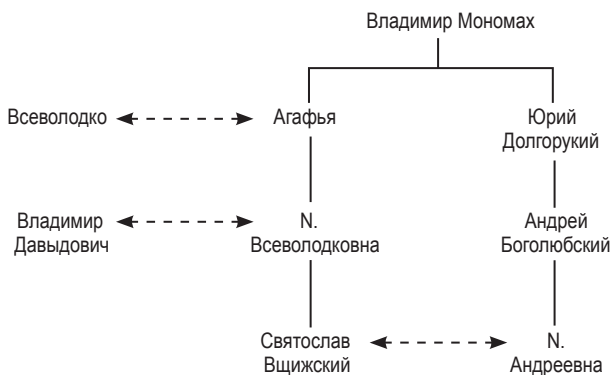 Владимир Мономах
Всеволодко
Агафья
Юрий
Долгорукий
Владимир
Давыдович
N.
Всеволодковна
Андрей
Боголюбский
Святослав
Вщижский
N.
Андреевна